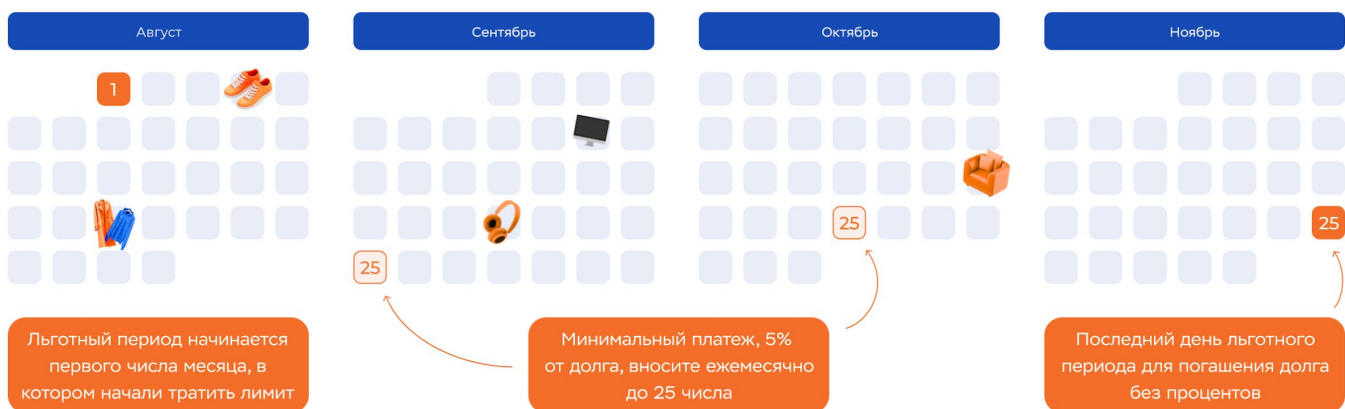 Август
Сентябрь
Октябрь
Ноябрь
1
25
25
25
Льготный период начинается
первого числа месяца, в
котором начали тратить лимит
Минимальный платеж, 5%
от долга, вносите ежемесячно
до 25 числа
Последний день льготного
периода для погашения долга
без процентов